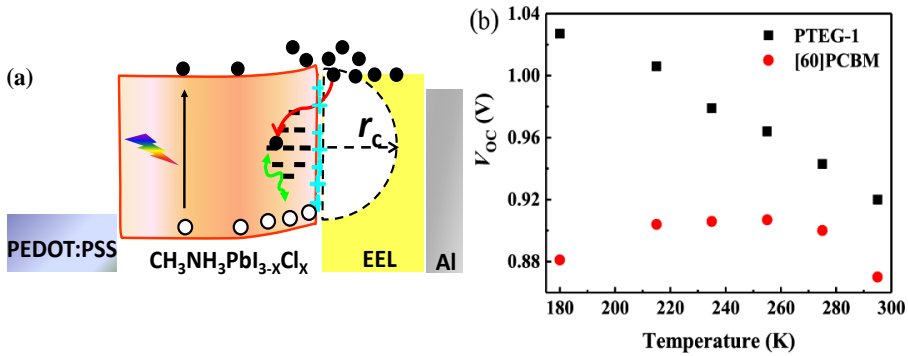 (a)
r_c
PEDOT:PSS
CH₃NH₃PbI₃₋ₓClₓ
EEL
Al
(b)
1.04
1.00
0.96
0.92
0.88
V_OC (V)
PTEG-1
[60]PCBM
180
200
220
240
260
280
300
Temperature (K)